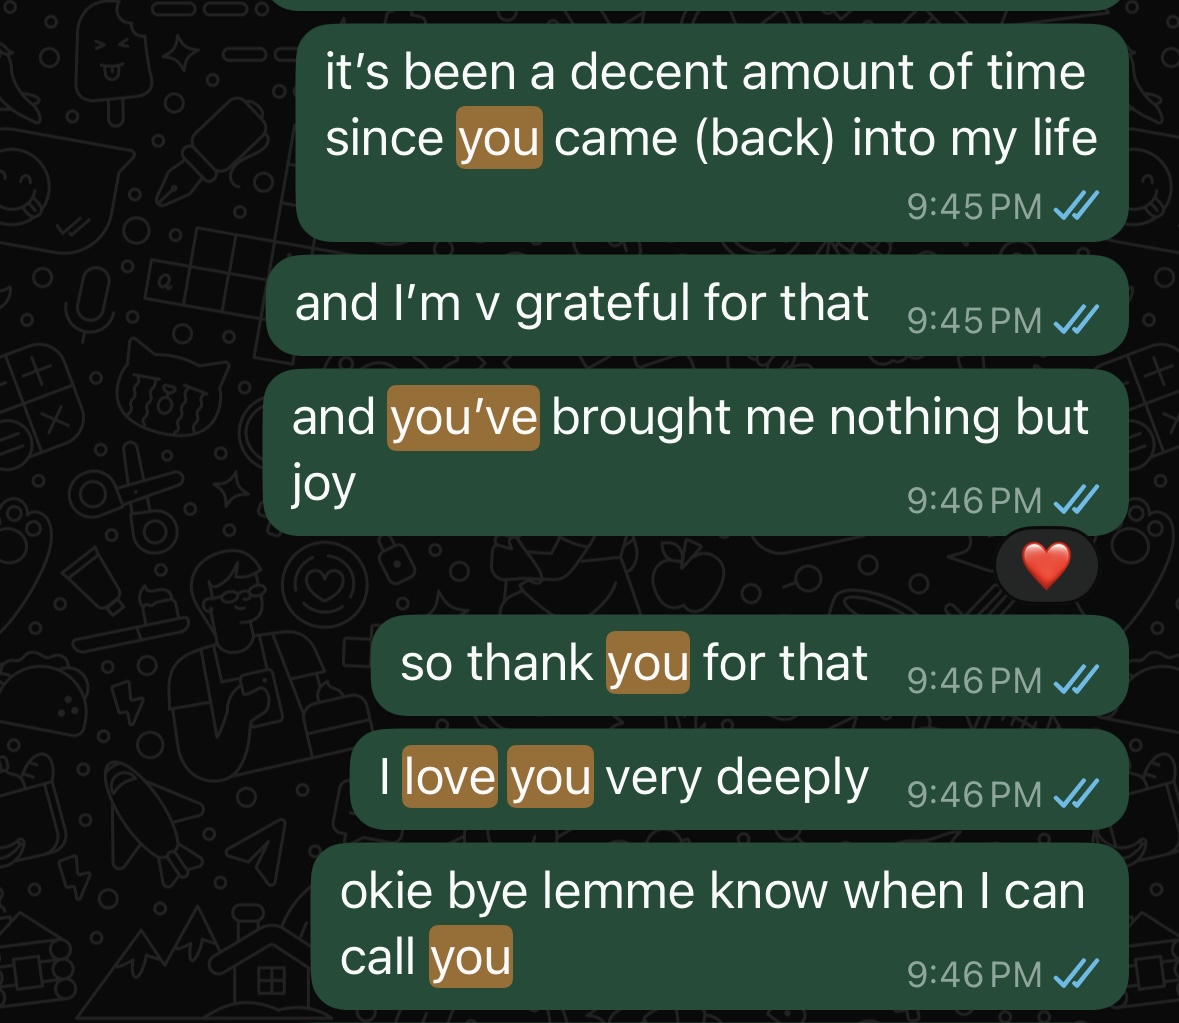 it’s been a decent amount of time
since you came (back) into my life
9:45 PM
and I’m v grateful for that 9:45 PM
and you’ve brought me nothing but
joy 9:46 PM
so thank you for that 9:46 PM
I love you very deeply 9:46 PM
okie bye lemme know when I can
call you 9:46 PM